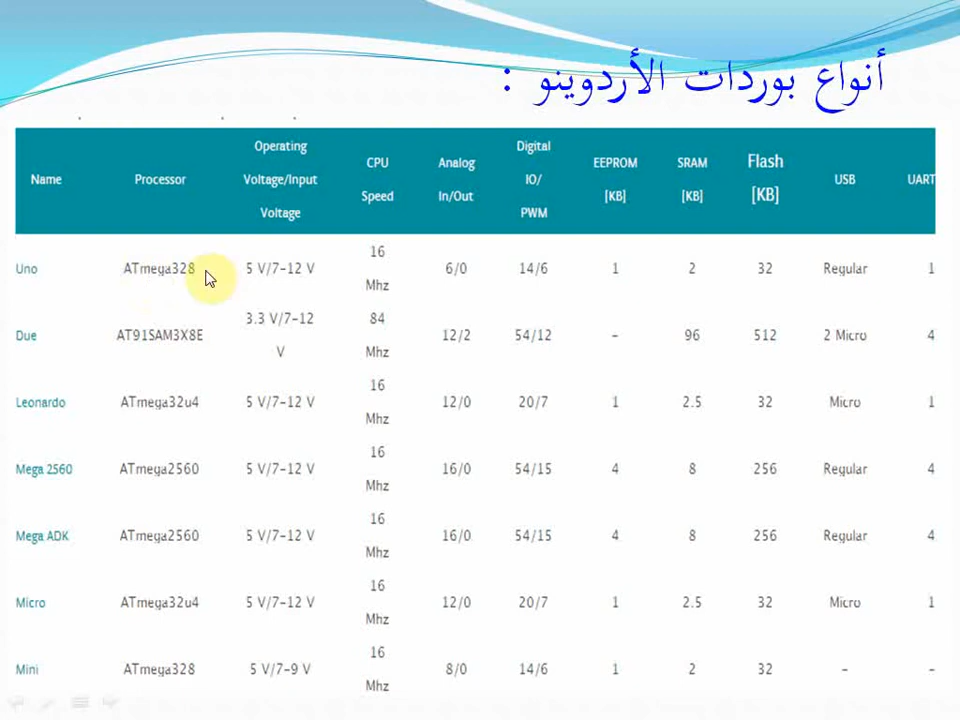 أنواع بوردات الأردوينو :
Name Processor Operating Voltage/Input Voltage CPU Speed Analog In/Out Digital IO/ PWM EEPROM [KB] SRAM [KB] Flash [KB] USB UART
Uno ATmega328 5 V/7-12 V 16 Mhz 6/0 14/6 1 2 32 Regular 1
Due AT91SAM3X8E 3.3 V/7-12 V 84 Mhz 12/2 54/12 - 96 512 2 Micro 4
Leonardo ATmega32u4 5 V/7-12 V 16 Mhz 12/0 20/7 1 2.5 32 Micro 1
Mega 2560 ATmega2560 5 V/7-12 V 16 Mhz 16/0 54/15 4 8 256 Regular 4
Mega ADK ATmega2560 5 V/7-12 V 16 Mhz 16/0 54/15 4 8 256 Regular 4
Micro ATmega32u4 5 V/7-12 V 16 Mhz 12/0 20/7 1 2.5 32 Micro 1
Mini ATmega328 5 V/7-9 V 16 Mhz 8/0 14/6 1 2 32 - -